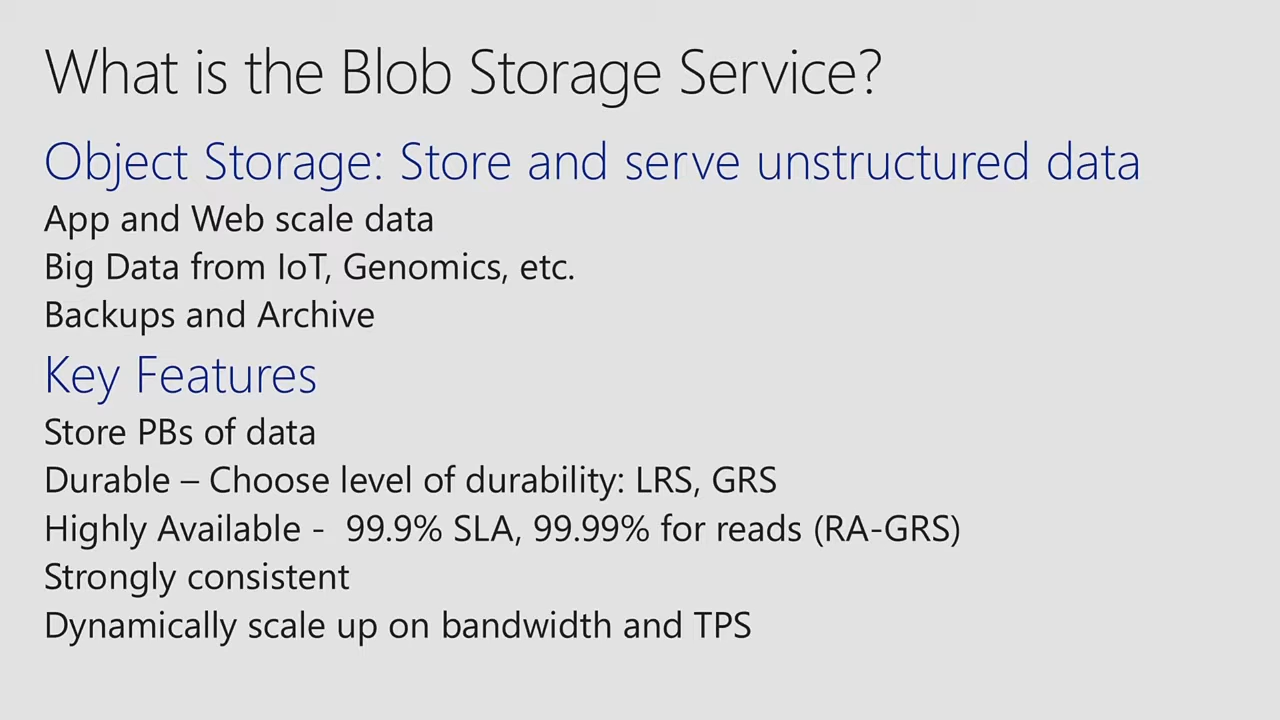 What is the Blob Storage Service?
Object Storage: Store and serve unstructured data
App and Web scale data
Big Data from IoT, Genomics, etc.
Backups and Archive
Key Features
Store PBs of data
Durable – Choose level of durability: LRS, GRS
Highly Available -  99.9% SLA, 99.99% for reads (RA-GRS)
Strongly consistent
Dynamically scale up on bandwidth and TPS